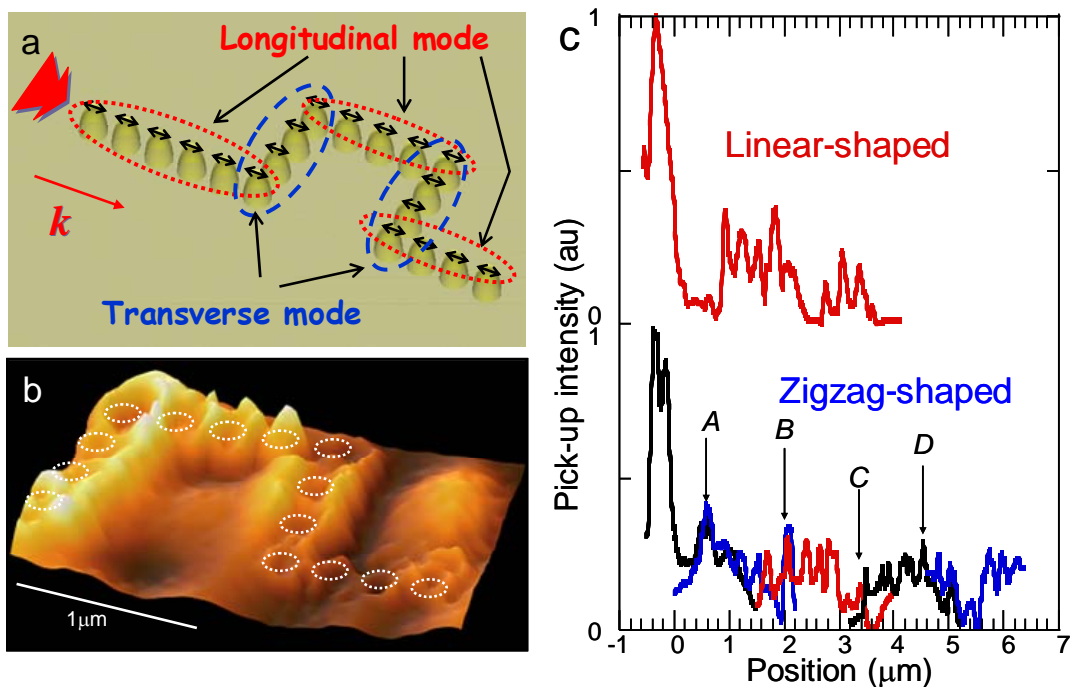 a
Longitudinal mode
k
Transverse mode
b
1μm
c
Pick-up intensity (au)
1
0
1
0
Linear-shaped
Zigzag-shaped
A
B
C
D
-1 0 1 2 3 4 5 6 7
Position (μm)